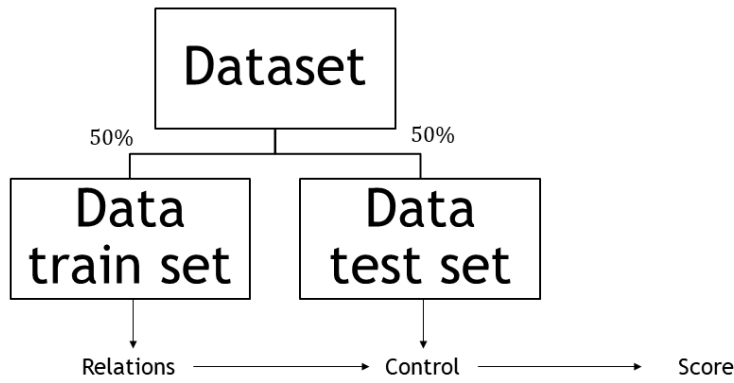 Dataset
50%
50%
Data
train set
Data
test set
Relations
Control
Score